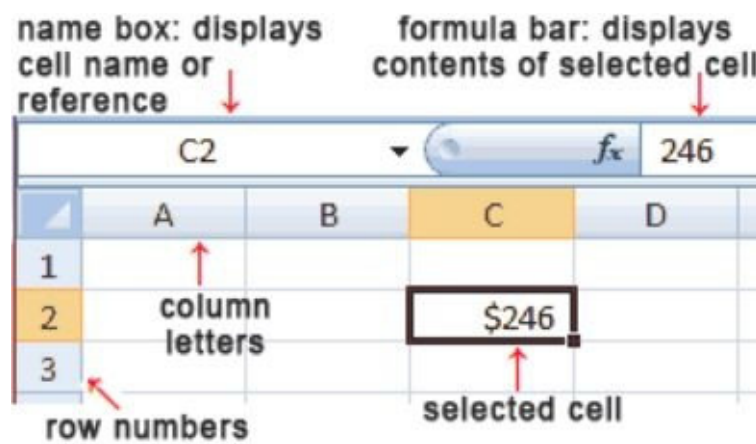 name box: displays
cell name or
reference
formula bar: displays
contents of selected cell
C2
fx 246
A B C D
1
2 $246
3
column
letters
selected cell
row numbers